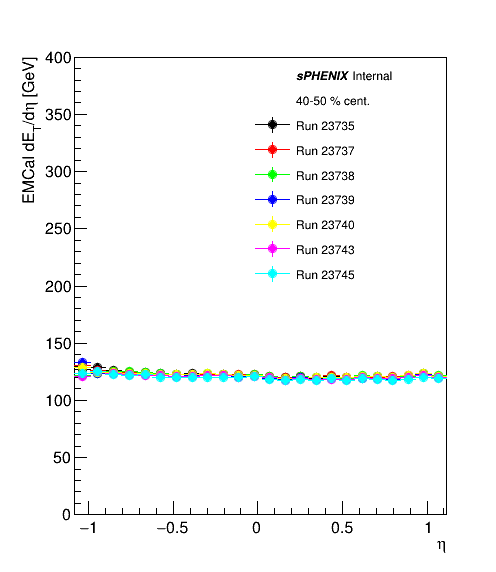 EMCal dE_T/dη [GeV]
400
350
300
250
200
150
100
50
0
−1
−0.5
0
0.5
1
η
sPHENIX Internal
40-50 % cent.
Run 23735
Run 23737
Run 23738
Run 23739
Run 23740
Run 23743
Run 23745